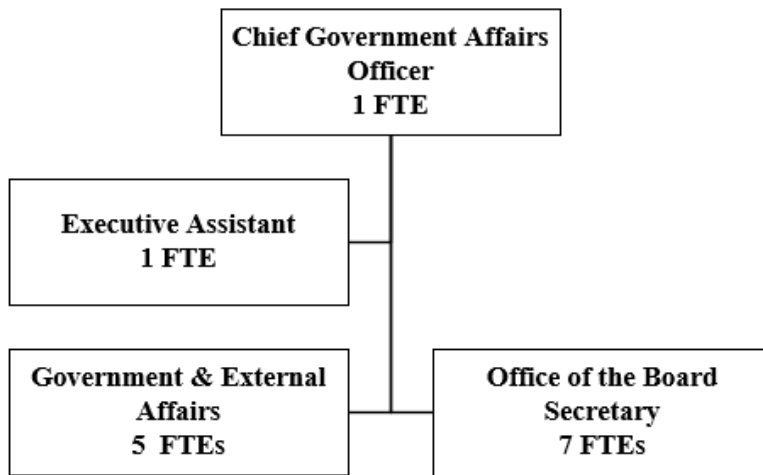 Chief Government Affairs
Officer
1 FTE
Executive Assistant
1 FTE
Government & External
Affairs
5 FTEs
Office of the Board
Secretary
7 FTEs